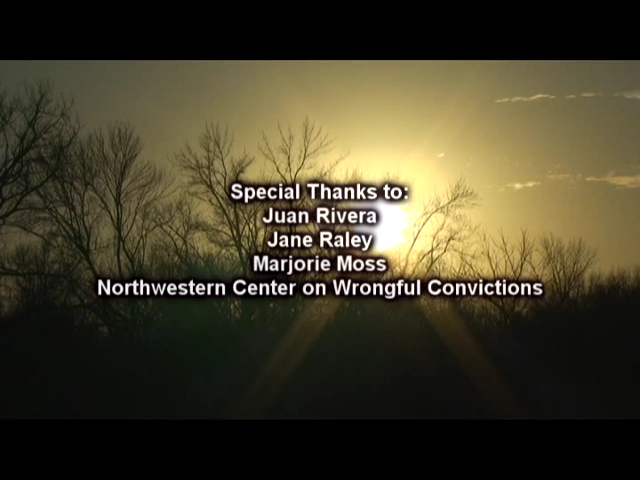 Special Thanks to:
Juan Rivera
Jane Raley
Marjorie Moss
Northwestern Center on Wrongful Convictions